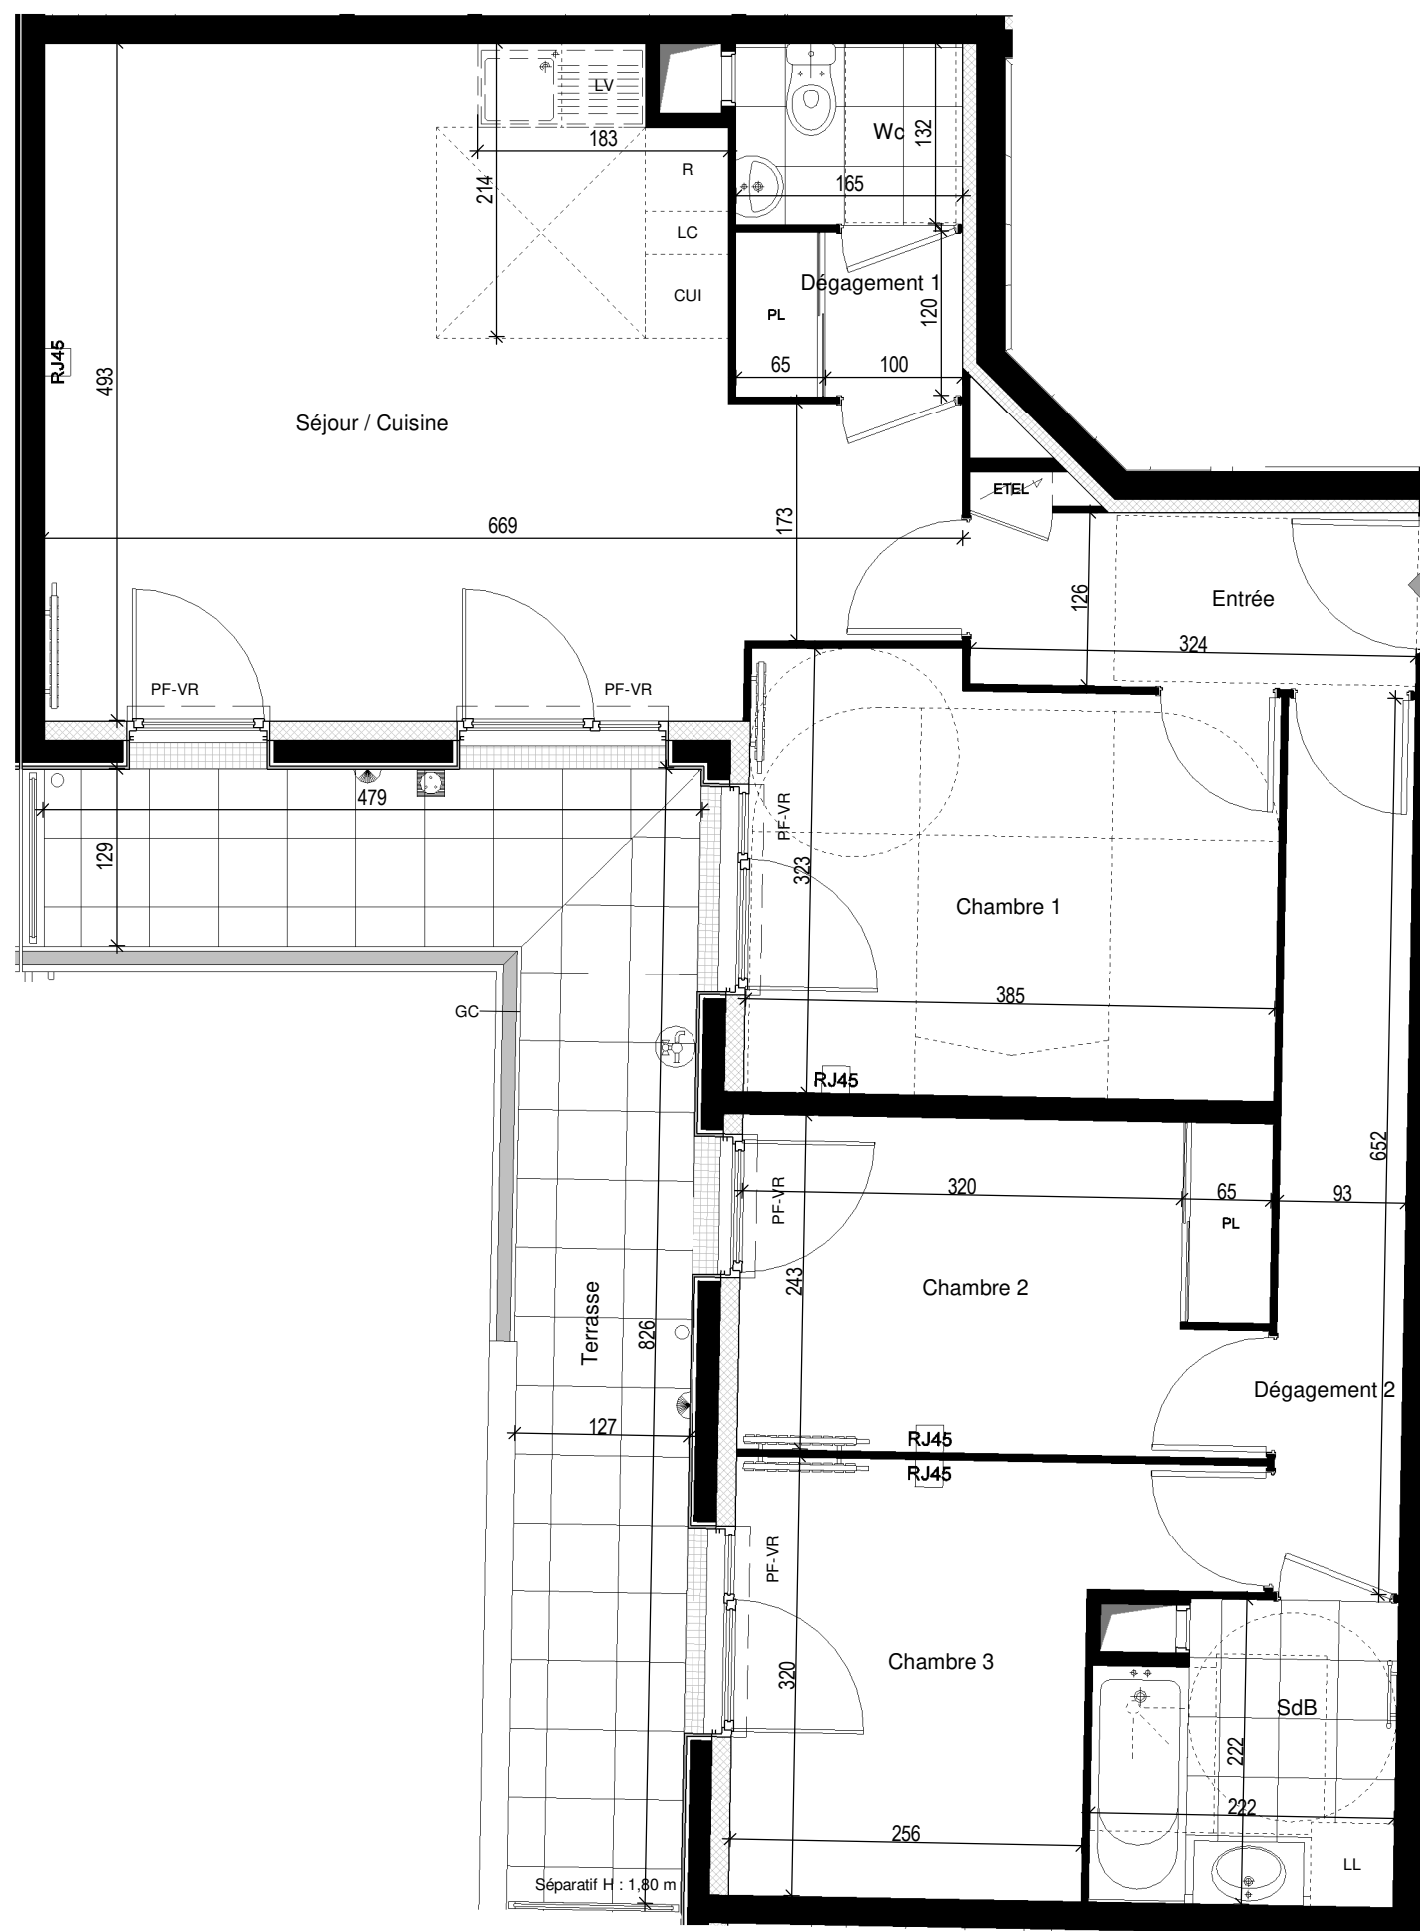 LV
183
214
R
LC
CUI
Wc
132
165
Dégagement 1
120
PL
65
100
RJ45
493
Séjour / Cuisine
ETEL
173
669
126
Entrée
324
PF-VR
PF-VR
479
129
PF-VR
323
Chambre 1
385
GC
RJ45
652
PF-VR
320
65
93
PL
243
Chambre 2
Terrasse
826
Dégagement 2
127
RJ45
RJ45
PF-VR
320
Chambre 3
SdB
222
222
256
LL
Séparatif H : 1,80 m